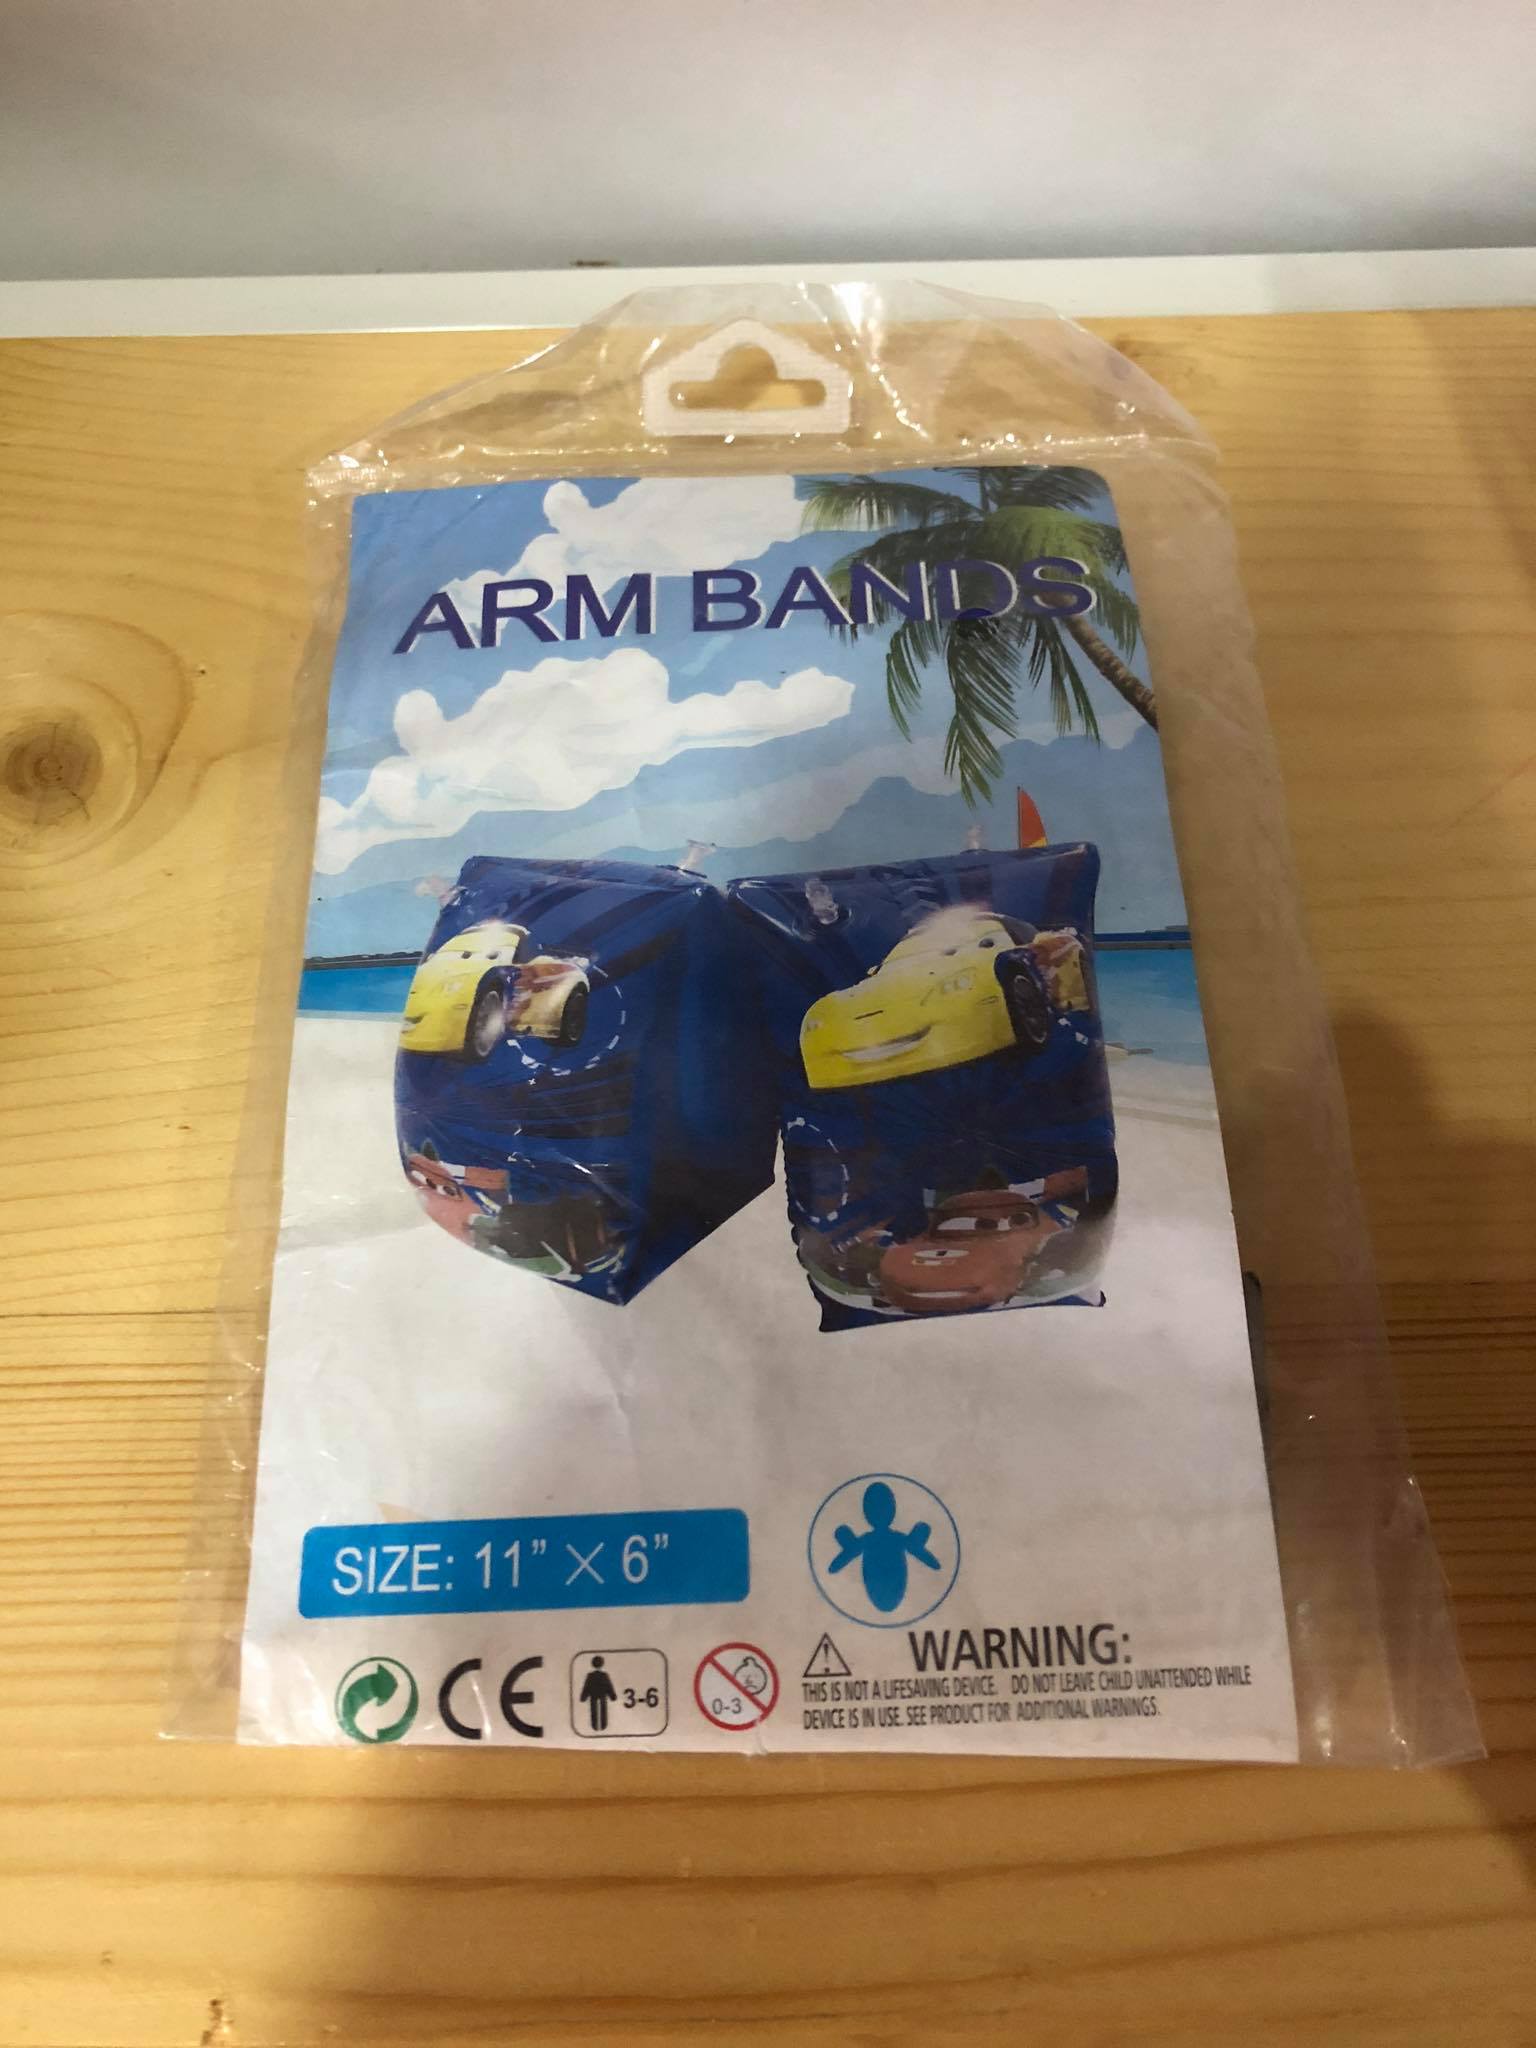 ARM BANDS
SIZE: 11" X 6"
CE
3-6
0-3
WARNING:
THIS IS NOT A LIFESAVING DEVICE. DO NOT LEAVE CHILD UNATTENDED WHILE
DEVICE IS IN USE. SEE PRODUCT FOR ADDITIONAL WARNINGS.